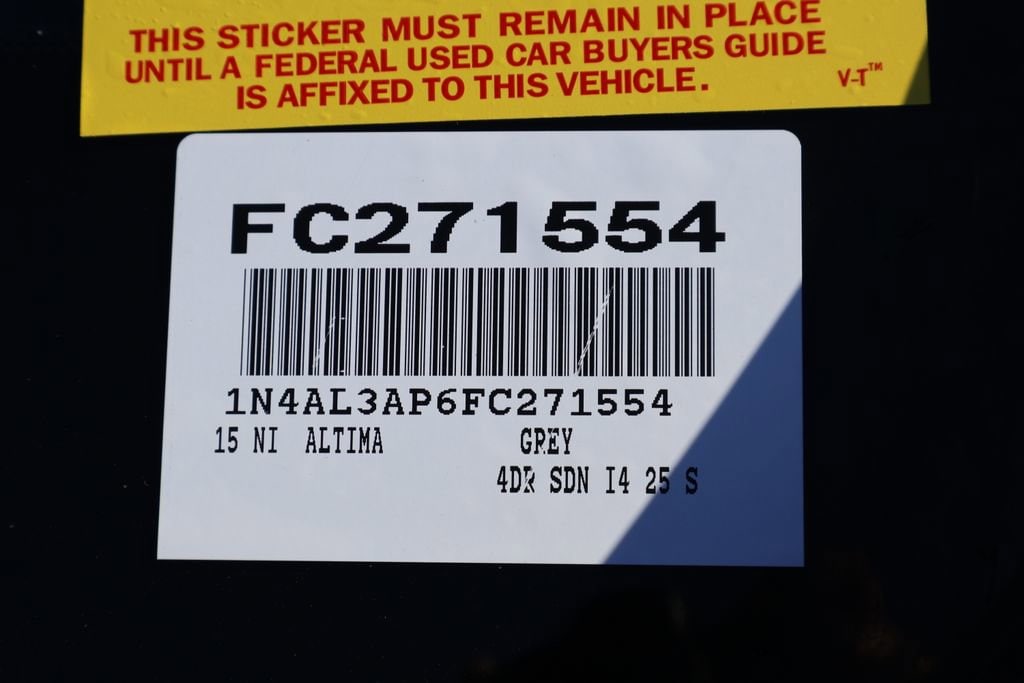 THIS STICKER MUST REMAIN IN PLACE
UNTIL A FEDERAL USED CAR BUYERS GUIDE
IS AFFIXED TO THIS VEHICLE.
V-T™
FC271554
1N4AL3AP6FC271554
15 NI ALTIMA GREY
4DR SDN I4 25 S